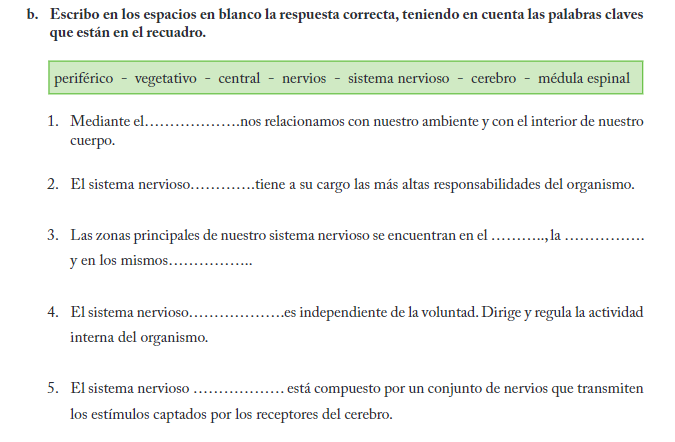 b. Escribo en los espacios en blanco la respuesta correcta, teniendo en cuenta las palabras claves
que están en el recuadro.
periférico - vegetativo - central - nervios - sistema nervioso - cerebro - médula espinal
1. Mediante el...................nos relacionamos con nuestro ambiente y con el interior de nuestro
cuerpo.
2. El sistema nervioso.............tiene a su cargo las más altas responsabilidades del organismo.
3. Las zonas principales de nuestro sistema nervioso se encuentran en el ..........., la ................
y en los mismos.................
4. El sistema nervioso...................es independiente de la voluntad. Dirige y regula la actividad
interna del organismo.
5. El sistema nervioso .................. está compuesto por un conjunto de nervios que transmiten
los estímulos captados por los receptores del cerebro.